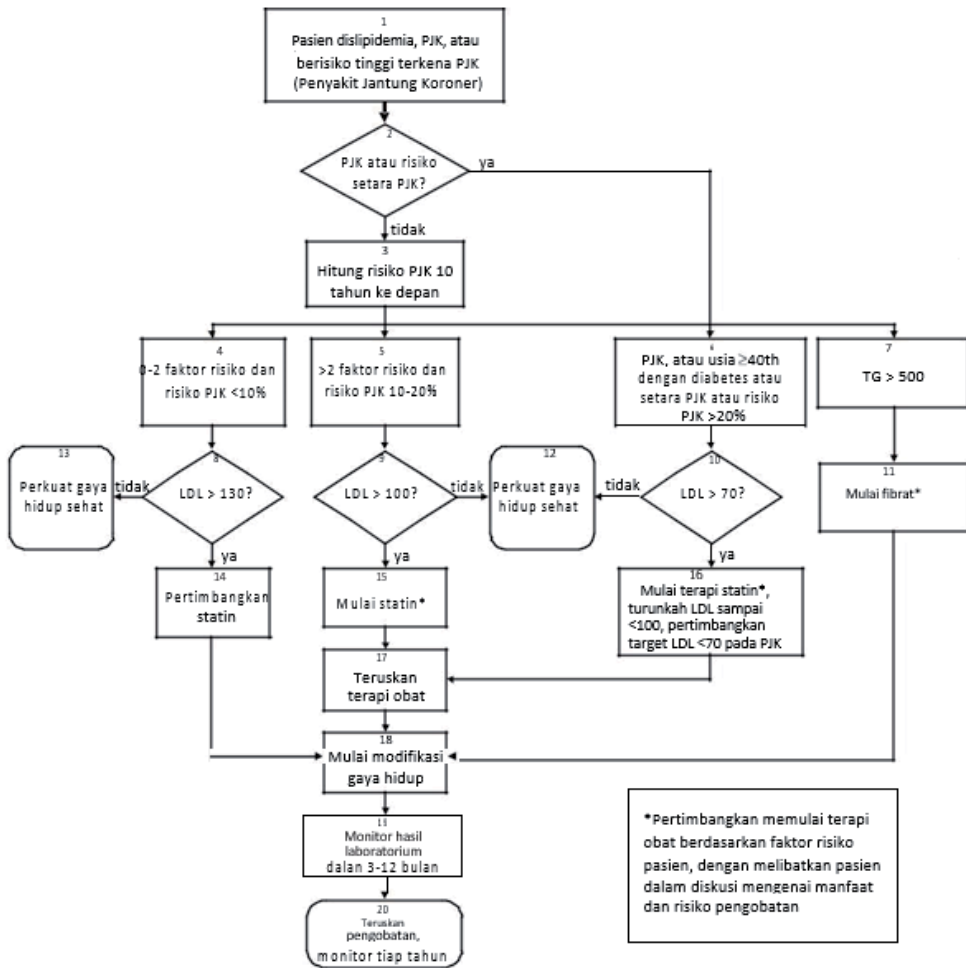 1
Pasien dislipidemia, PJK, atau
berisiko tinggi terkena PJK
(Penyakit Jantung Koroner)
2
PJK atau risiko
setara PJK?
ya
tidak
3
Hitung risiko PJK 10
tahun ke depan
4
0-2 faktor risiko dan
risiko PJK <10%
5
>2 faktor risiko dan
risiko PJK 10-20%
PJK, atau usia ≥40th
dengan diabetes atau
setara PJK atau risiko
PJK >20%
7
TG > 500
13
Perkuat gaya
hidup sehat
tidak
8
LDL > 130?
9
LDL > 100?
tidak
12
Perkuat gaya
hidup sehat
tidak
10
LDL > 70?
11
Mulai fibrat*
ya
ya
ya
14
Pertimbangkan
statin
15
Mulai statin*
16
Mulai terapi statin*,
turunkah LDL sampai
<100, pertimbangkan
target LDL <70 pada PJK
17
Teruskan
terapi obat
18
Mulai modifikasi
gaya hidup
Monitor hasil
laboratorium
dalan 3-12 bulan
20
Teruskan
pengobatan,
monitor tiap tahun
*Pertimbangkan memulai terapi
obat berdasarkan faktor risiko
pasien, dengan melibatkan pasien
dalam diskusi mengenai manfaat
dan risiko pengobatan